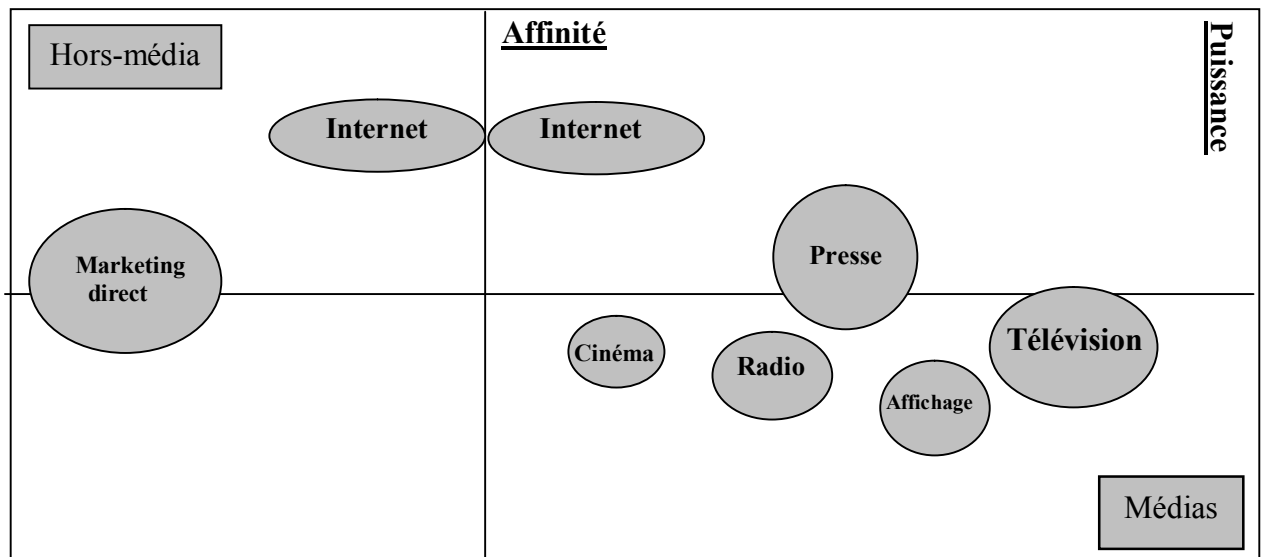 Hors-média
Affinité
Puissance
Internet
Internet
Marketing
direct
Presse
Cinéma
Radio
Affichage
Télévision
Médias